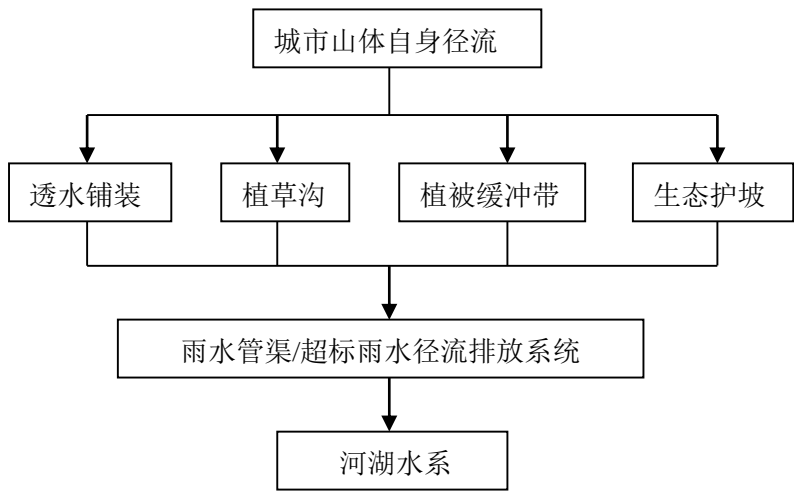 城市山体自身径流
透水铺装
植草沟
植被缓冲带
生态护坡
雨水管渠/超标雨水径流排放系统
河湖水系